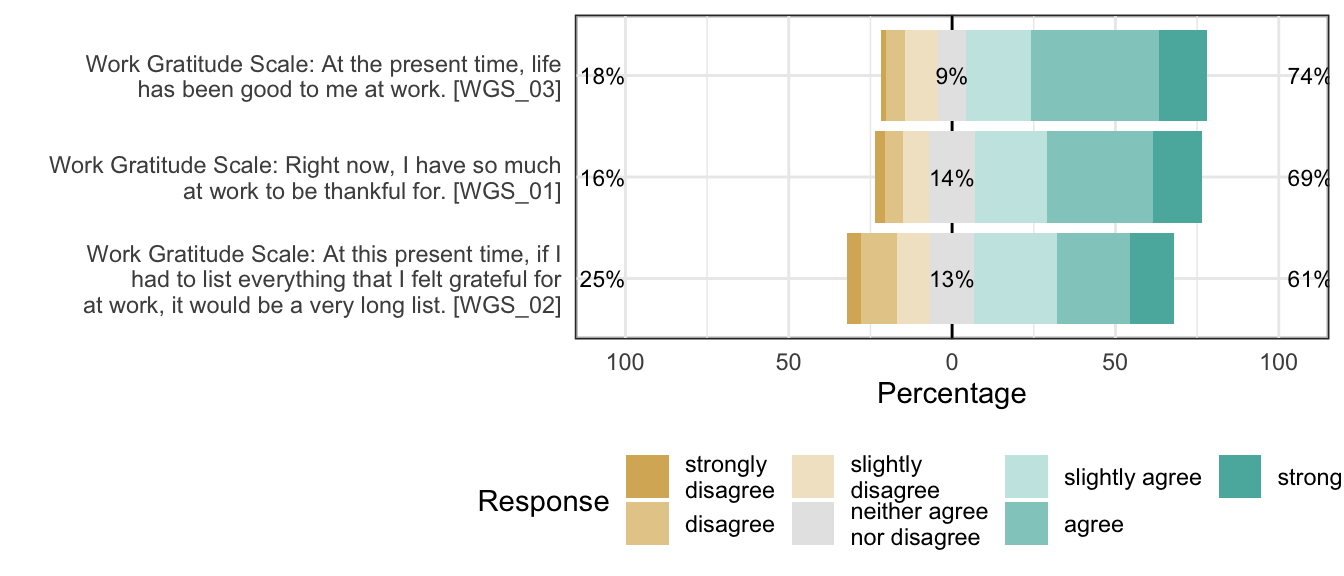 Work Gratitude Scale: At the present time, life
has been good to me at work. [WGS_03]
18%
9%
74%
Work Gratitude Scale: Right now, I have so much
at work to be thankful for. [WGS_01]
16%
14%
69%
Work Gratitude Scale: At this present time, if I
had to list everything that I felt grateful for
at work, it would be a very long list. [WGS_02]
25%
13%
61%
100 50 0 50 100
Percentage
Response
strongly
disagree
disagree
slightly
disagree
neither agree
nor disagree
slightly agree
agree
strong